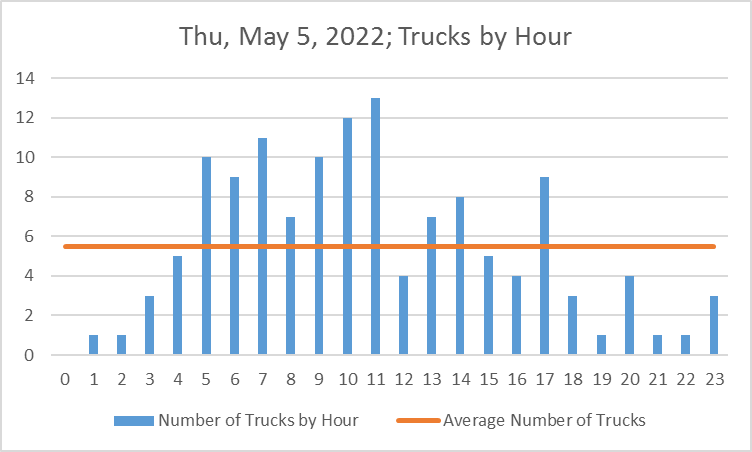 Thu, May 5, 2022; Trucks by Hour
14
12
10
8
6
4
2
0
0 1 2 3 4 5 6 7 8 9 10 11 12 13 14 15 16 17 18 19 20 21 22 23
Number of Trucks by Hour Average Number of Trucks